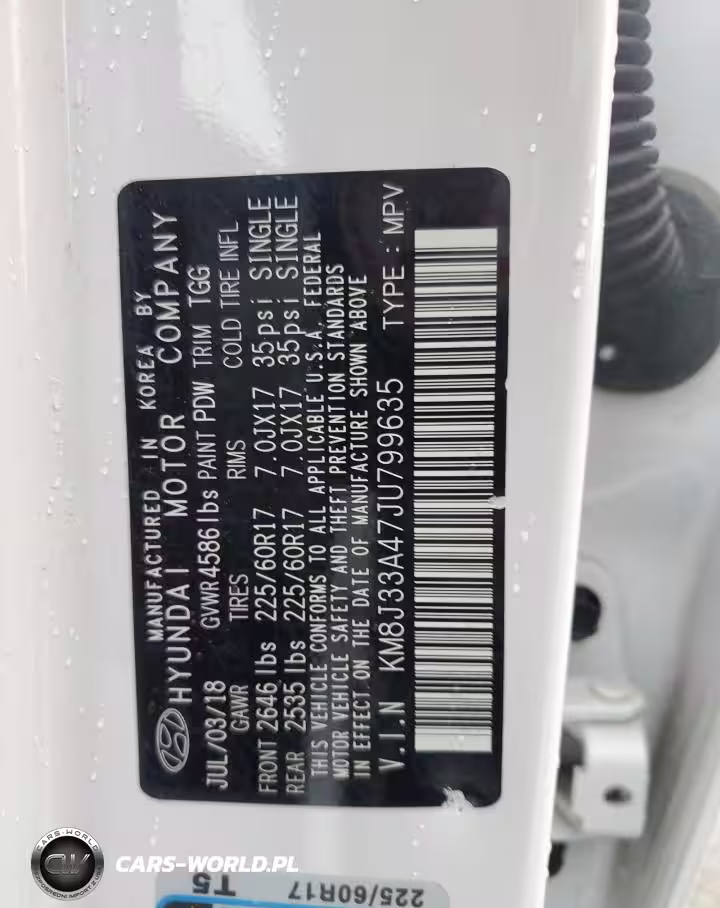 MANUFACTURED IN KOREA BY
HYUNDAI MOTOR COMPANY
JUL/03/18 GVWR 4586 lbs PAINT PDW TRIM TGG
GAWR TIRES RIMS COLD TIRE INFL
FRONT 2646 lbs 225/60R17 7.0JX17 35psi SINGLE
REAR 2535 lbs 225/60R17 7.0JX17 35psi SINGLE
THIS VEHICLE CONFORMS TO ALL APPLICABLE U.S.A. FEDERAL
MOTOR VEHICLE SAFETY AND THEFT PREVENTION STANDARDS
IN EFFECT ON DATE OF MANUFACTURE SHOWN ABOVE
V.I.N KM8J33A47JU799635 TYPE : MPV
225/60R17
T5
CARS-WORLD
CW
CARS-WORLD.PL